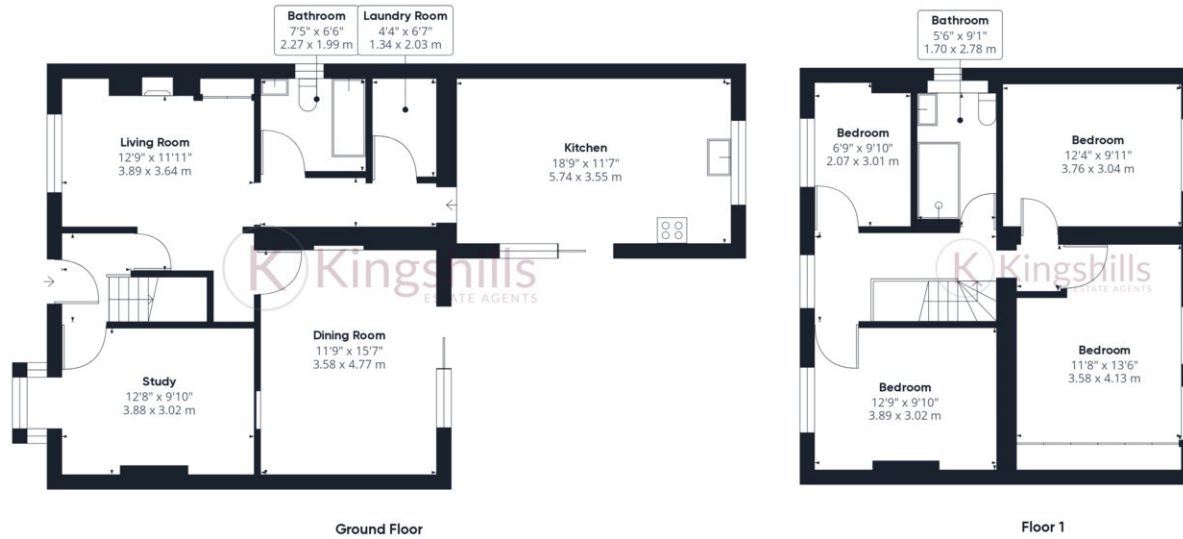 Bathroom
7'5" x 6'6"
2.27 x 1.99 m
Laundry Room
4'4" x 6'7"
1.34 x 2.03 m
Living Room
12'9" x 11'11"
3.89 x 3.64 m
Kitchen
18'9" x 11'7"
5.74 x 3.55 m
K Kingshills
ESTATE AGENTS
Dining Room
11'9" x 15'7"
3.58 x 4.77 m
Study
12'8" x 9'10"
3.88 x 3.02 m
Ground Floor
Bathroom
5'6" x 9'1"
1.70 x 2.78 m
Bedroom
6'9" x 9'10"
2.07 x 3.01 m
Bedroom
12'4" x 9'11"
3.76 x 3.04 m
K Kingshills
ESTATE AGENTS
Bedroom
11'8" x 13'6"
3.58 x 4.13 m
Bedroom
12'9" x 9'10"
3.89 x 3.02 m
Floor 1